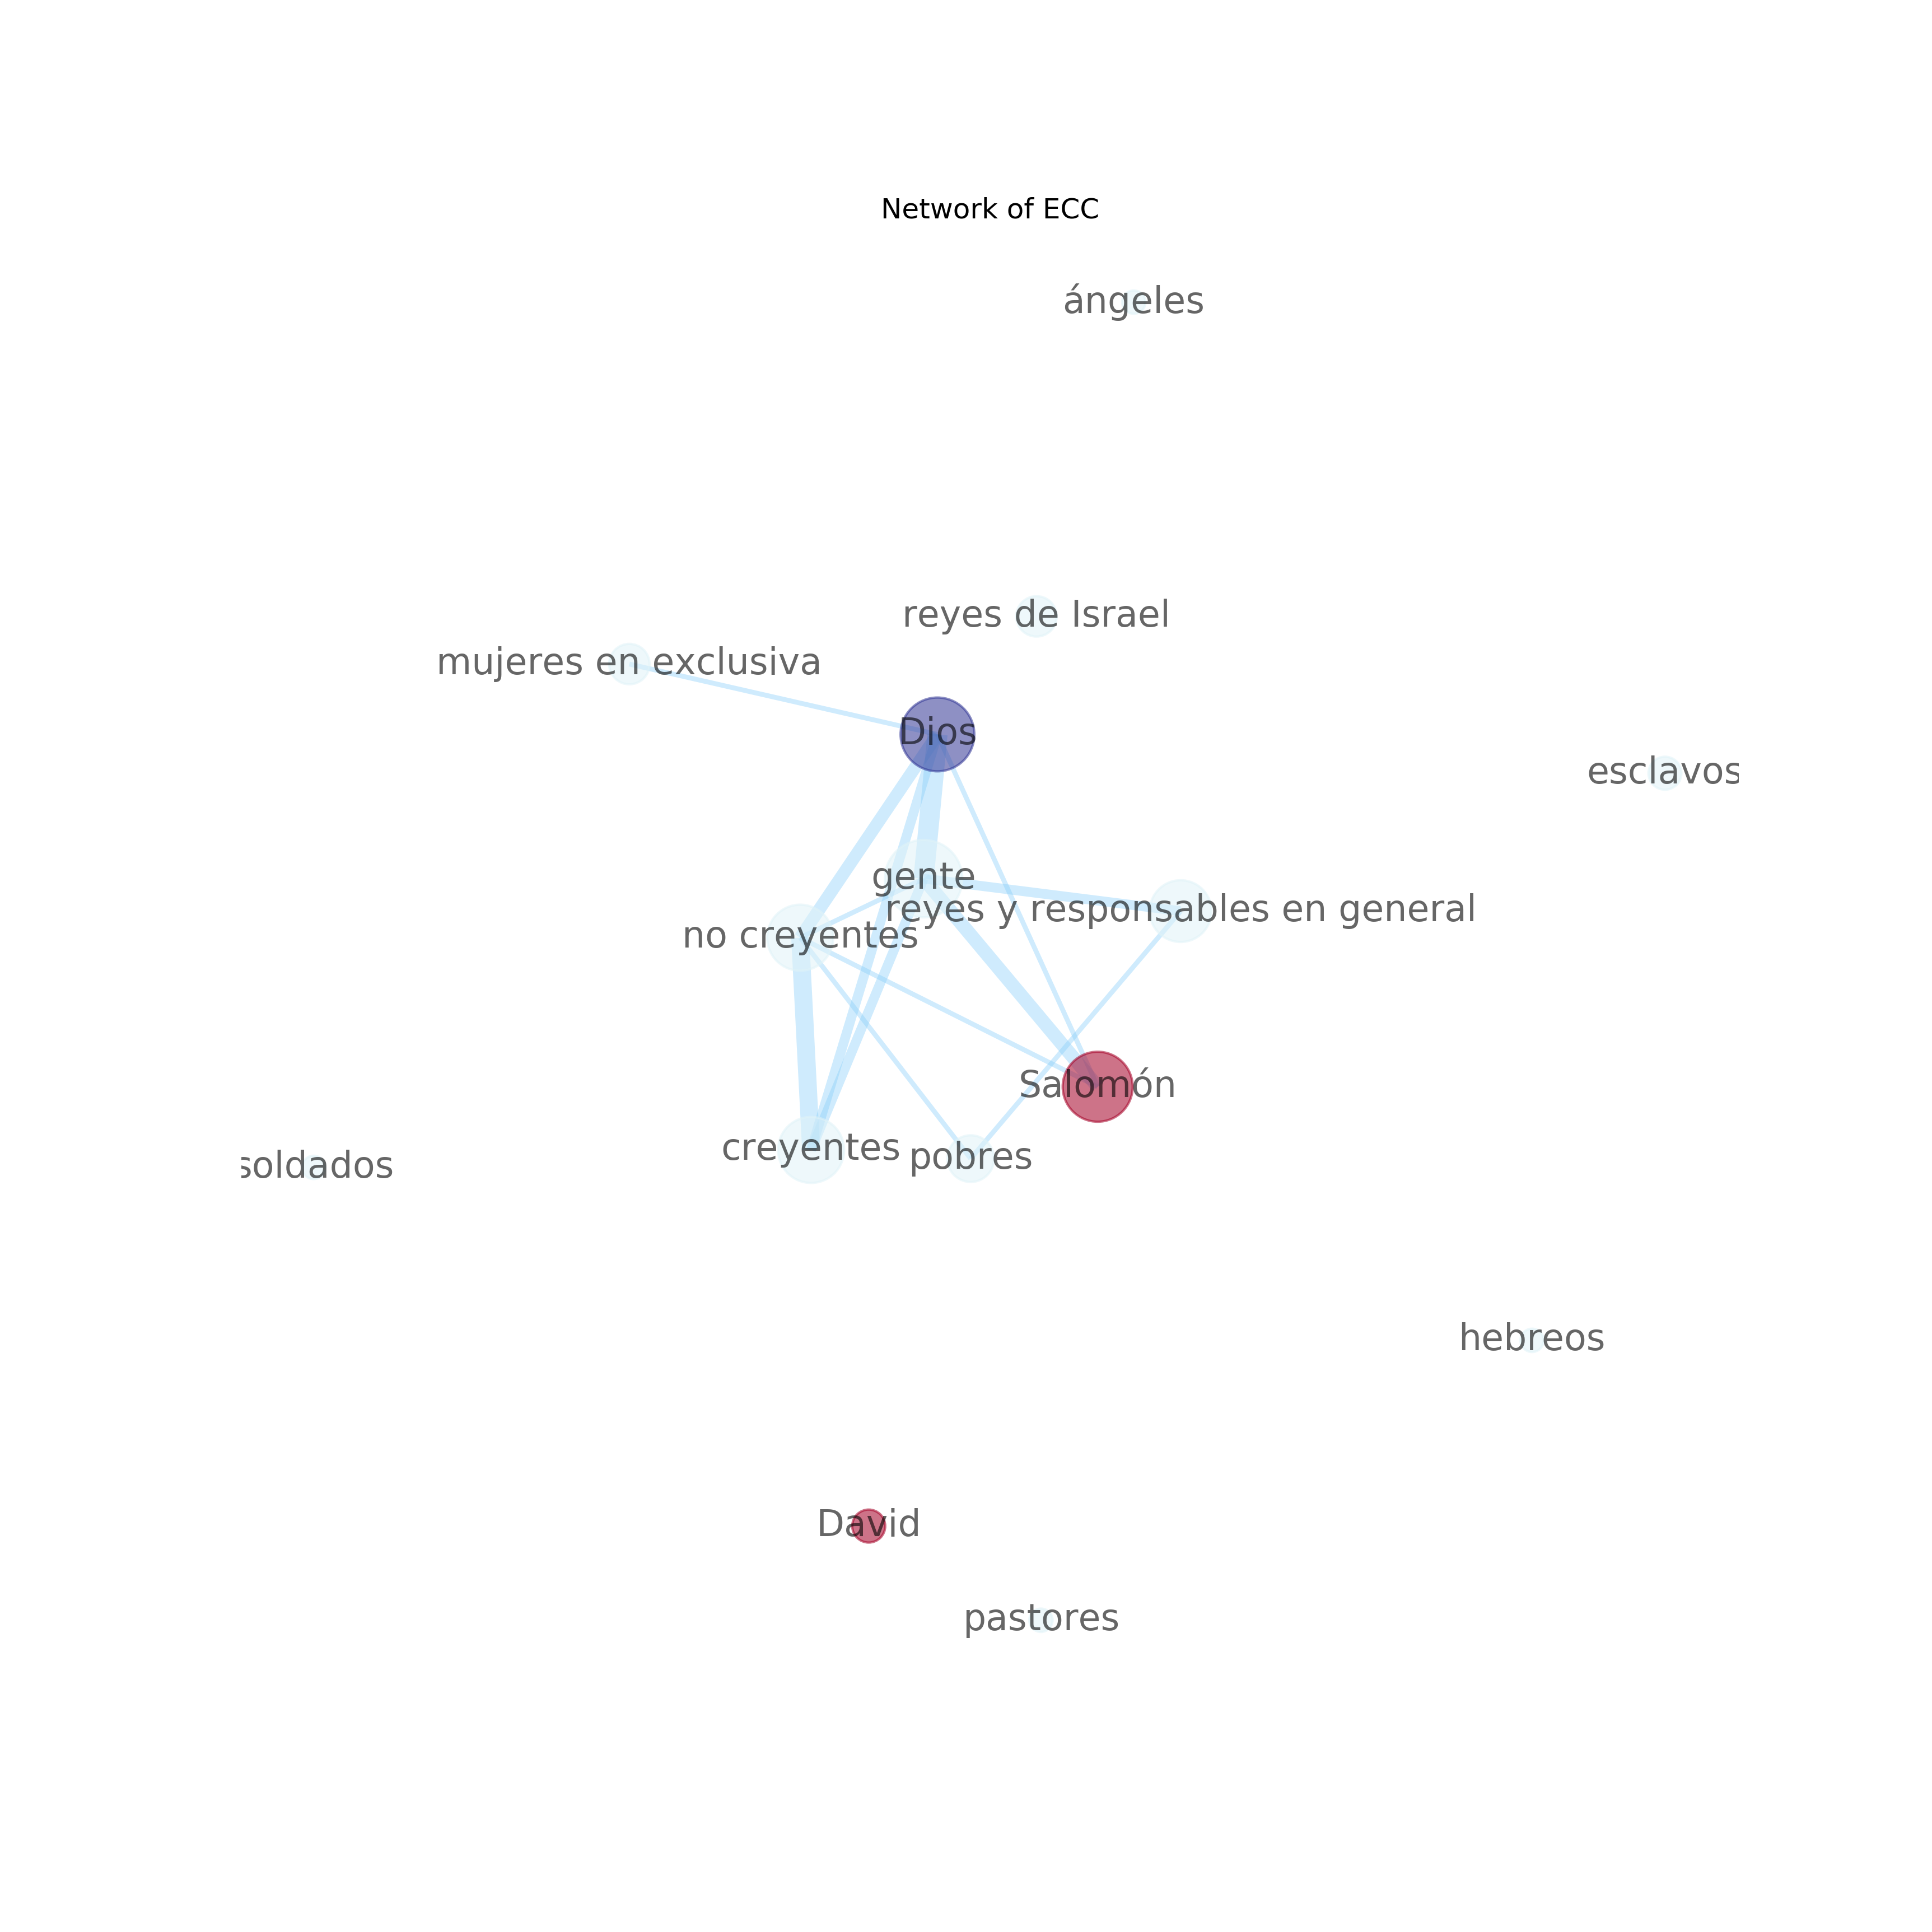 Network of ECC
ángeles
reyes de Israel
mujeres en exclusiva
Dios
esclavos
gente
reyes y responsables en general
no creyentes
Salomón
creyentes
pobres
soldados
hebreos
David
pastores